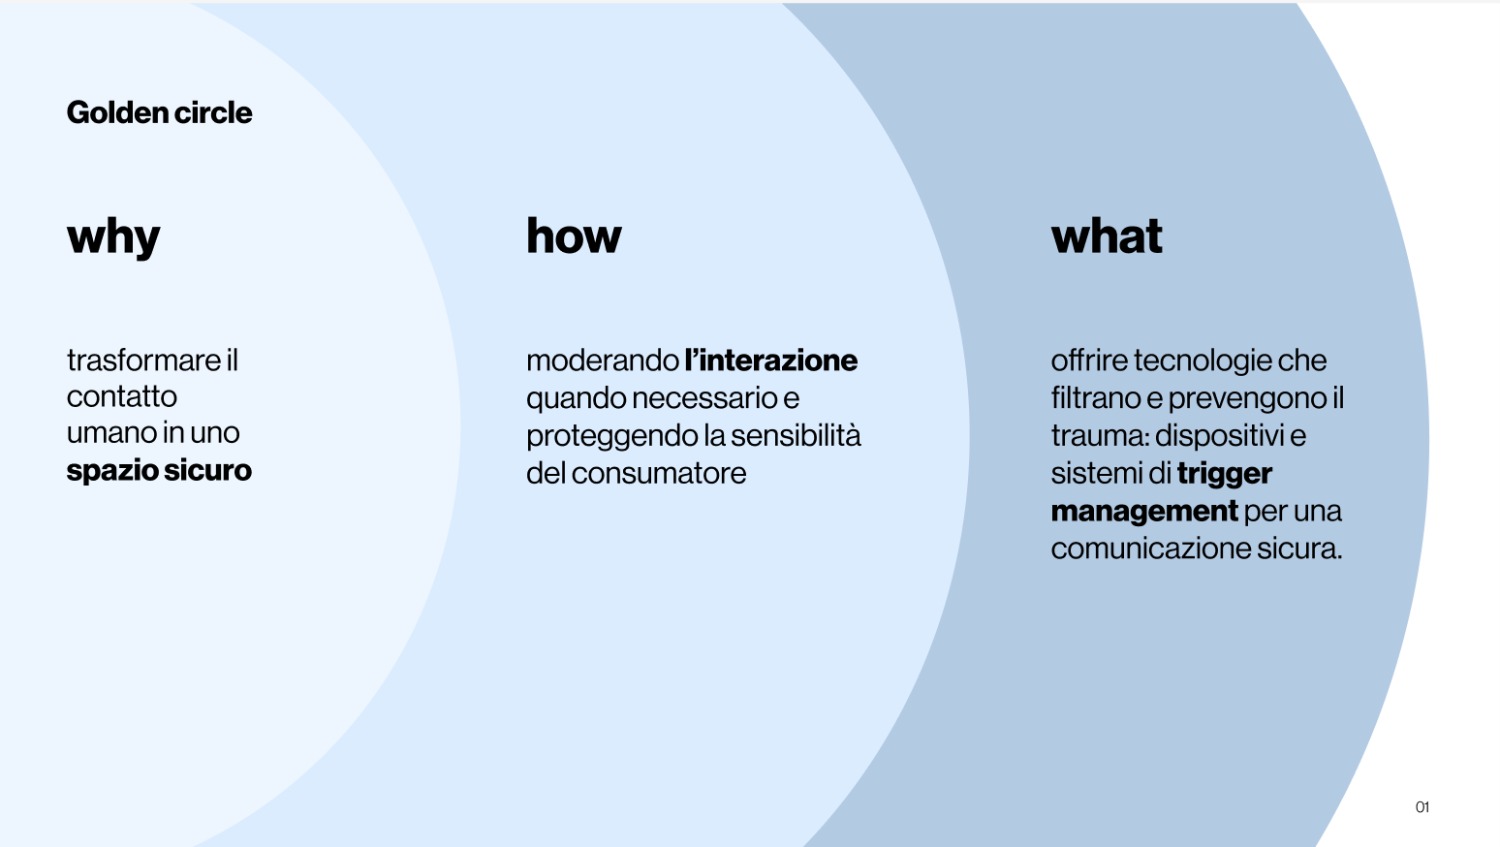 Golden circle
why
trasformare il
contatto
umano in uno
spazio sicuro
how
moderando l’interazione
quando necessario e
proteggendo la sensibilità
del consumatore
what
offrire tecnologie che
filtrano e prevengono il
trauma: dispositivi e
sistemi di trigger
management per una
comunicazione sicura.
01